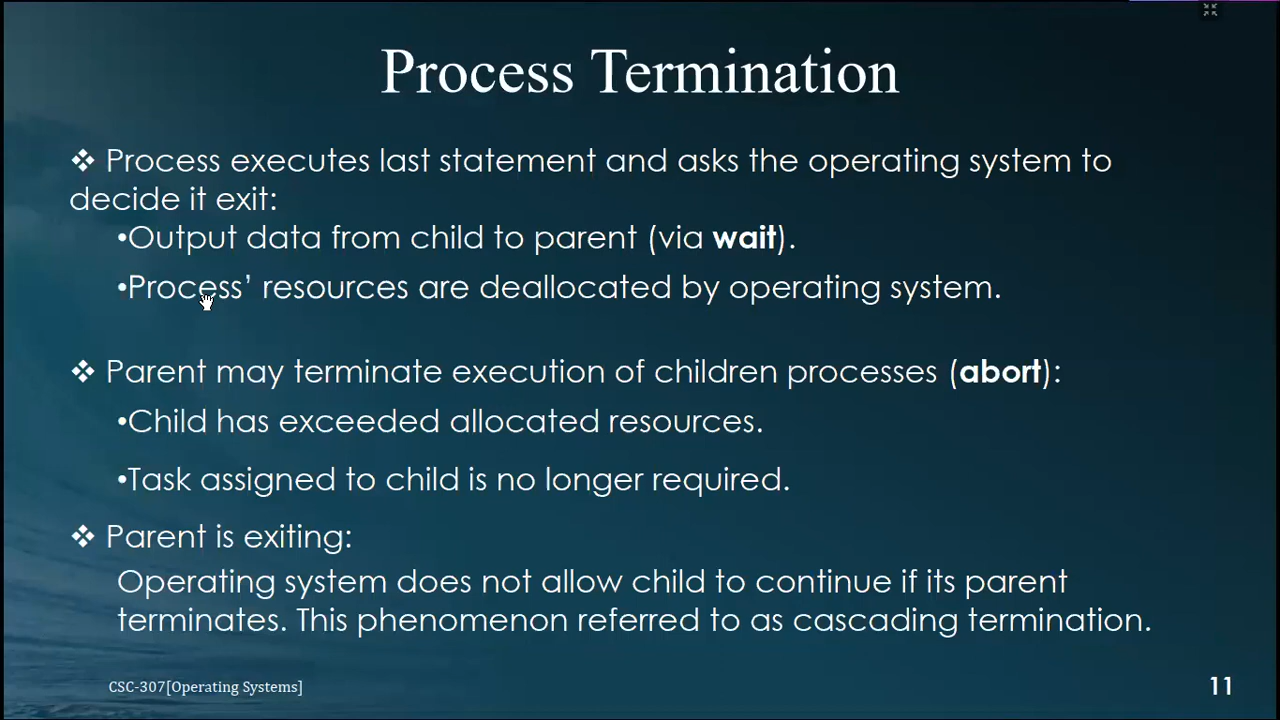 Process Termination
❖ Process executes last statement and asks the operating system to
decide it exit:
•Output data from child to parent (via wait).
•Process’ resources are deallocated by operating system.
❖ Parent may terminate execution of children processes (abort):
•Child has exceeded allocated resources.
•Task assigned to child is no longer required.
❖ Parent is exiting:
Operating system does not allow child to continue if its parent
terminates. This phenomenon referred to as cascading termination.
CSC-307[Operating Systems]
11